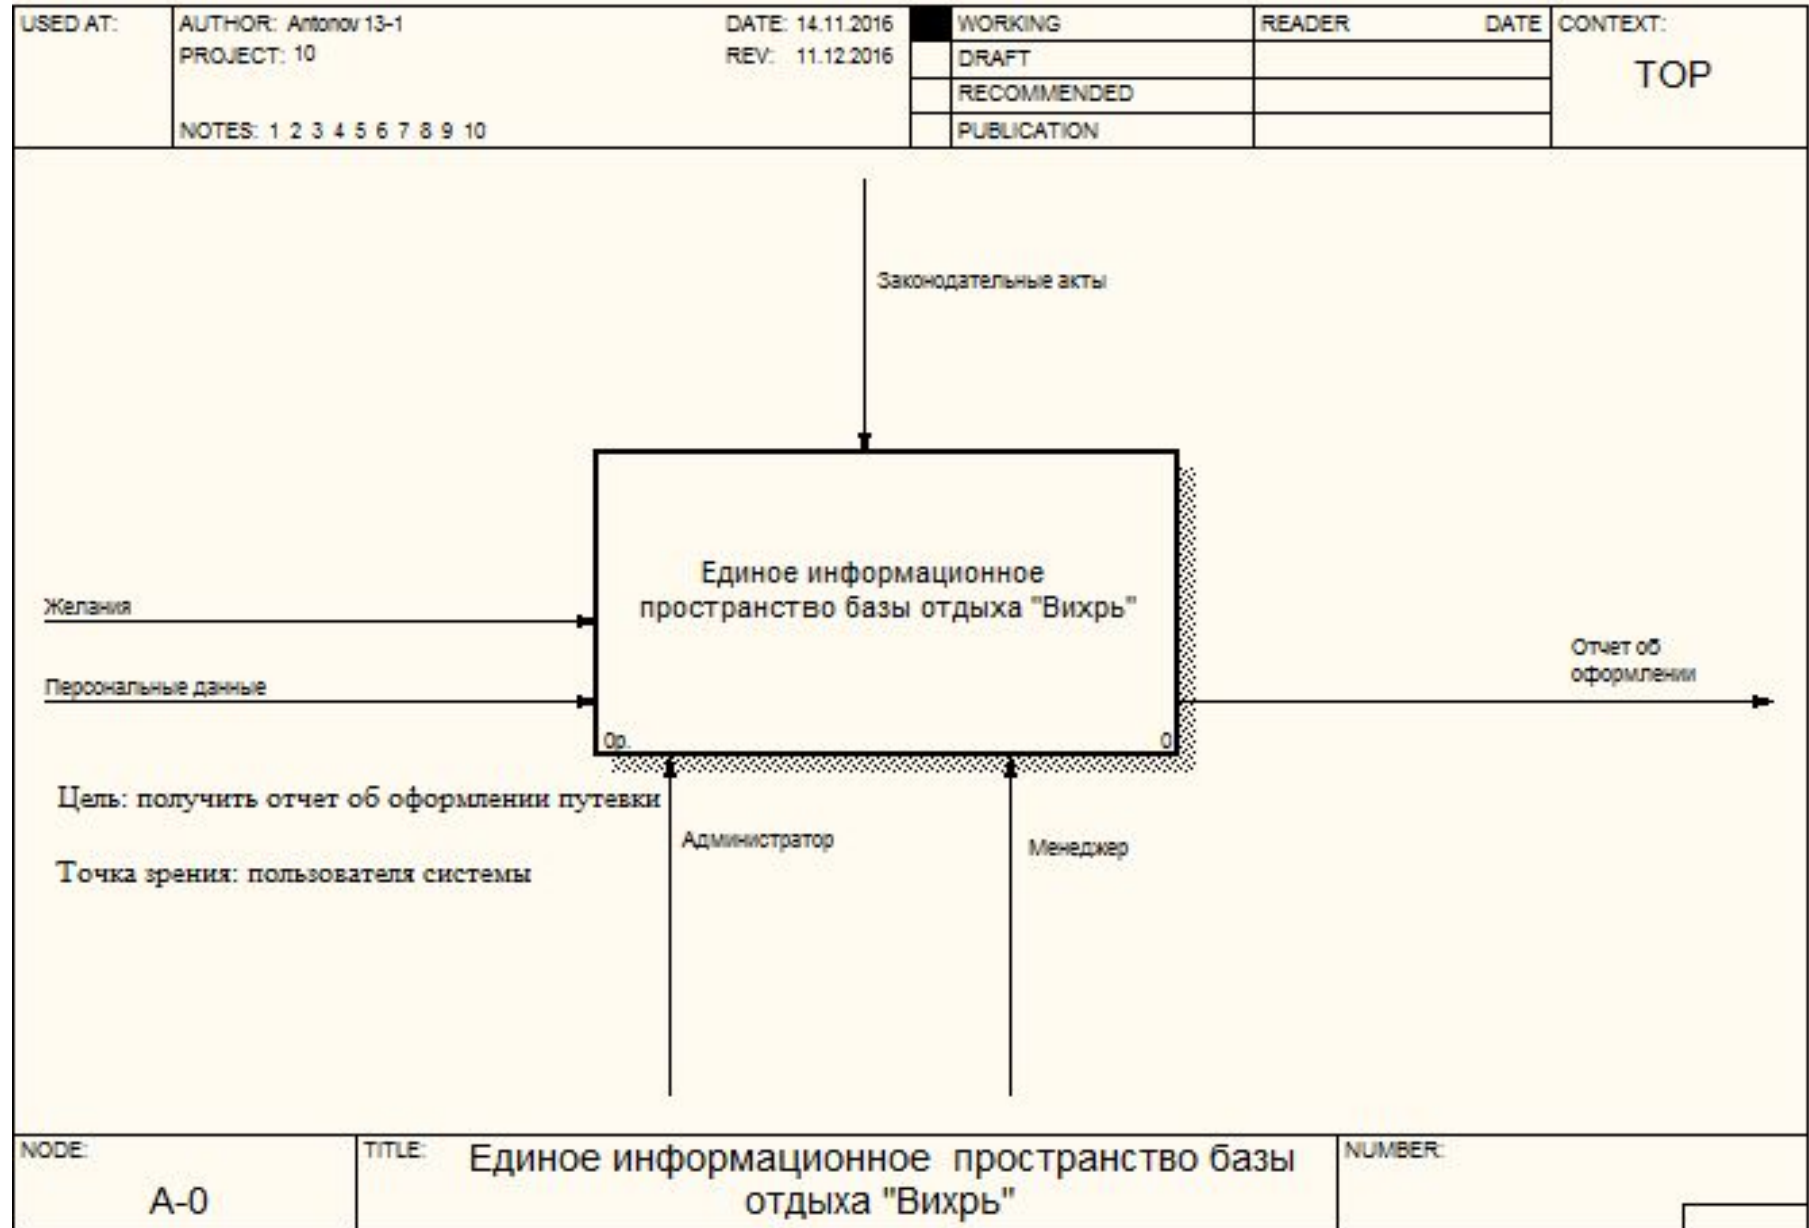 USED AT:
AUTHOR: Antonov 13-1
DATE: 14.11.2016
PROJECT: 10
REV: 11.12.2016
NOTES: 1 2 3 4 5 6 7 8 9 10
WORKING
DRAFT
RECOMMENDED
PUBLICATION
READER DATE
CONTEXT:
TOP
Законодательные акты
Единое информационное
пространство базы отдыха "Вихрь"
0р. 0
Желания
Персональные данные
Отчет об
оформлении
Цель: получить отчет об оформлении путевки
Точка зрения: пользователя системы
Администратор
Менеджер
NODE:
A-0
TITLE:
Единое информационное пространство базы
отдыха "Вихрь"
NUMBER: